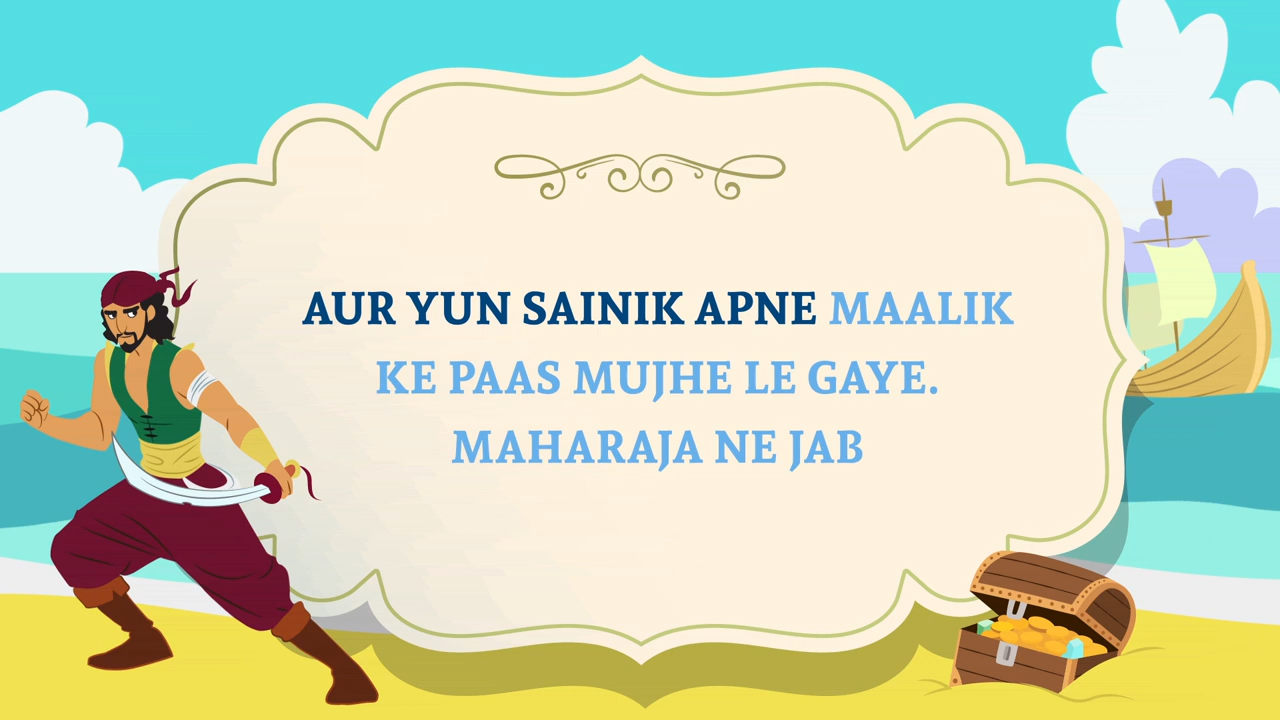 AUR YUN SAINIK APNE MAALIK
KE PAAS MUJHE LE GAYE.
MAHARAJA NE JAB